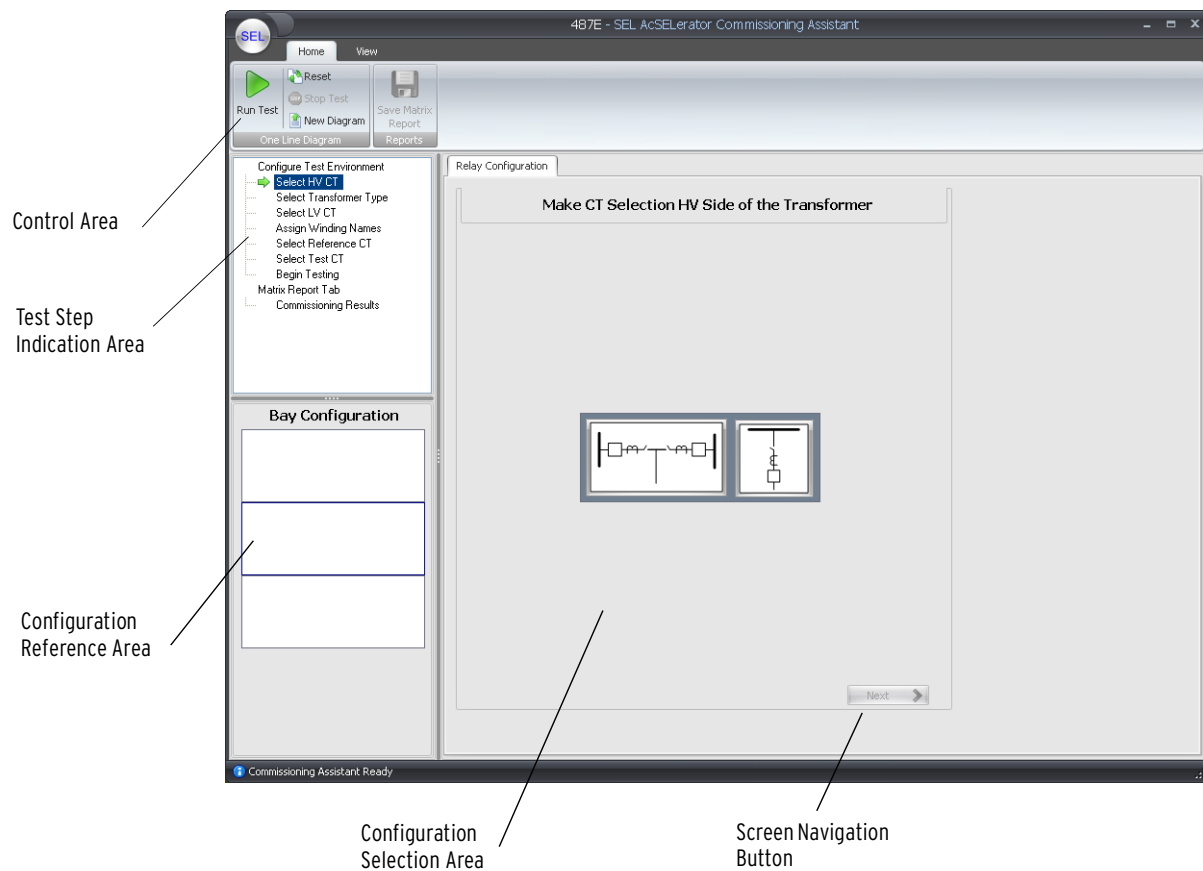 487E - SEL AcSELerator Commissioning Assistant
SEL
Home View
Run Test
Reset
Stop Test
New Diagram
One Line Diagram
Save Matrix
Report
Reports
Configure Test Environment
Select HV CT
Select Transformer Type
Select LV CT
Assign Winding Names
Select Reference CT
Select Test CT
Begin Testing
Matrix Report Tab
Commissioning Results
Bay Configuration
Relay Configuration
Make CT Selection HV Side of the Transformer
Next
Commissioning Assistant Ready
Control Area
Test Step
Indication Area
Configuration
Reference Area
Configuration
Selection Area
Screen Navigation
Button